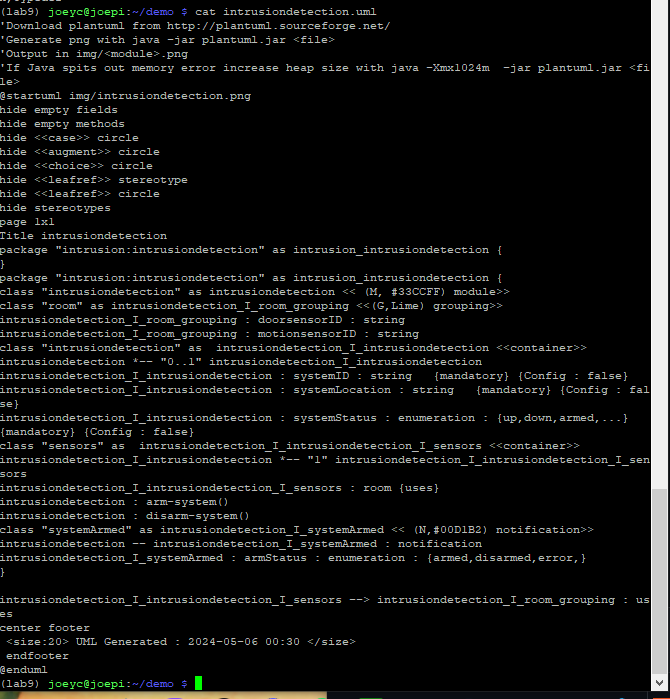 (lab9) joeyc@joepi:~/demo $ cat intrusiondetection.uml
'Download plantuml from http://plantuml.sourceforge.net/
'Generate png with java -jar plantuml.jar <file>
'Output in img/<module>.png
'If Java spits out memory error increase heap size with java -Xmx1024m  -jar plantuml.jar <fi
le>
@startuml img/intrusiondetection.png
hide empty fields
hide empty methods
hide <<case>> circle
hide <<augment>> circle
hide <<choice>> circle
hide <<leafref>> stereotype
hide <<leafref>> circle
hide stereotypes
page 1x1
Title intrusiondetection
package "intrusion:intrusiondetection" as intrusion_intrusiondetection {
}
package "intrusion:intrusiondetection" as intrusion_intrusiondetection {
class "intrusiondetection" as intrusiondetection << (M, #33CCFF) module>>
class "room" as intrusiondetection_I_room_grouping <<(G,Lime) grouping>>
intrusiondetection_I_room_grouping : doorsensorID : string
intrusiondetection_I_room_grouping : motionsensorID : string
class "intrusiondetection" as  intrusiondetection_I_intrusiondetection <<container>>
intrusiondetection *-- "0..1" intrusiondetection_I_intrusiondetection
intrusiondetection_I_intrusiondetection : systemID : string   {mandatory} {Config : false}
intrusiondetection_I_intrusiondetection : systemLocation : string   {mandatory} {Config : fal
se}
intrusiondetection_I_intrusiondetection : systemStatus : enumeration : {up,down,armed,...}
{mandatory} {Config : false}
class "sensors" as  intrusiondetection_I_intrusiondetection_I_sensors <<container>>
intrusiondetection_I_intrusiondetection *-- "1" intrusiondetection_I_intrusiondetection_I_sen
sors
intrusiondetection_I_intrusiondetection_I_sensors : room {uses}
intrusiondetection : arm-system()
intrusiondetection : disarm-system()
class "systemArmed" as intrusiondetection_I_systemArmed << (N,#00D1B2) notification>>
intrusiondetection -- intrusiondetection_I_systemArmed : notification
intrusiondetection_I_systemArmed : armStatus : enumeration : {armed,disarmed,error,}
}
intrusiondetection_I_intrusiondetection_I_sensors --> intrusiondetection_I_room_grouping : us
es
center footer
 <size:20> UML Generated : 2024-05-06 00:30 </size>
 endfooter
@enduml
(lab9) joeyc@joepi:~/demo $